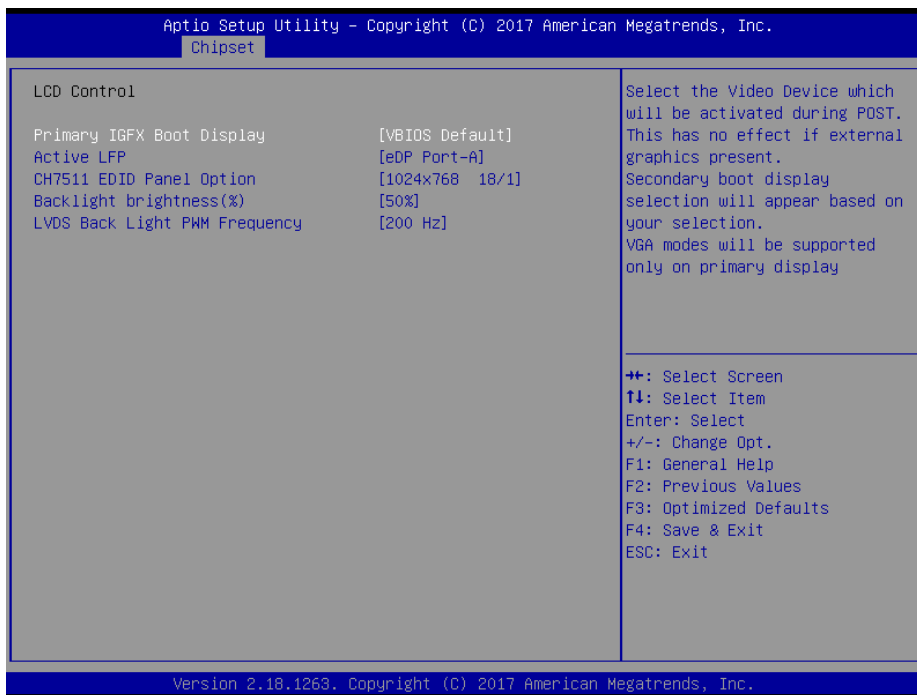 Aptio Setup Utility – Copyright (C) 2017 American Megatrends, Inc.
Chipset
LCD Control
Primary IGFX Boot Display [VBIOS Default]
Active LFP [eDP Port-A]
CH7511 EDID Panel Option [1024x768 18/1]
Backlight brightness(%) [50%]
LVDS Back Light PWM Frequency [200 Hz]
Select the Video Device which
will be activated during POST.
This has no effect if external
graphics present.
Secondary boot display
selection will appear based on
your selection.
VGA modes will be supported
only on primary display
→←: Select Screen
↑↓: Select Item
Enter: Select
+/-: Change Opt.
F1: General Help
F2: Previous Values
F3: Optimized Defaults
F4: Save & Exit
ESC: Exit
Version 2.18.1263. Copyright (C) 2017 American Megatrends, Inc.